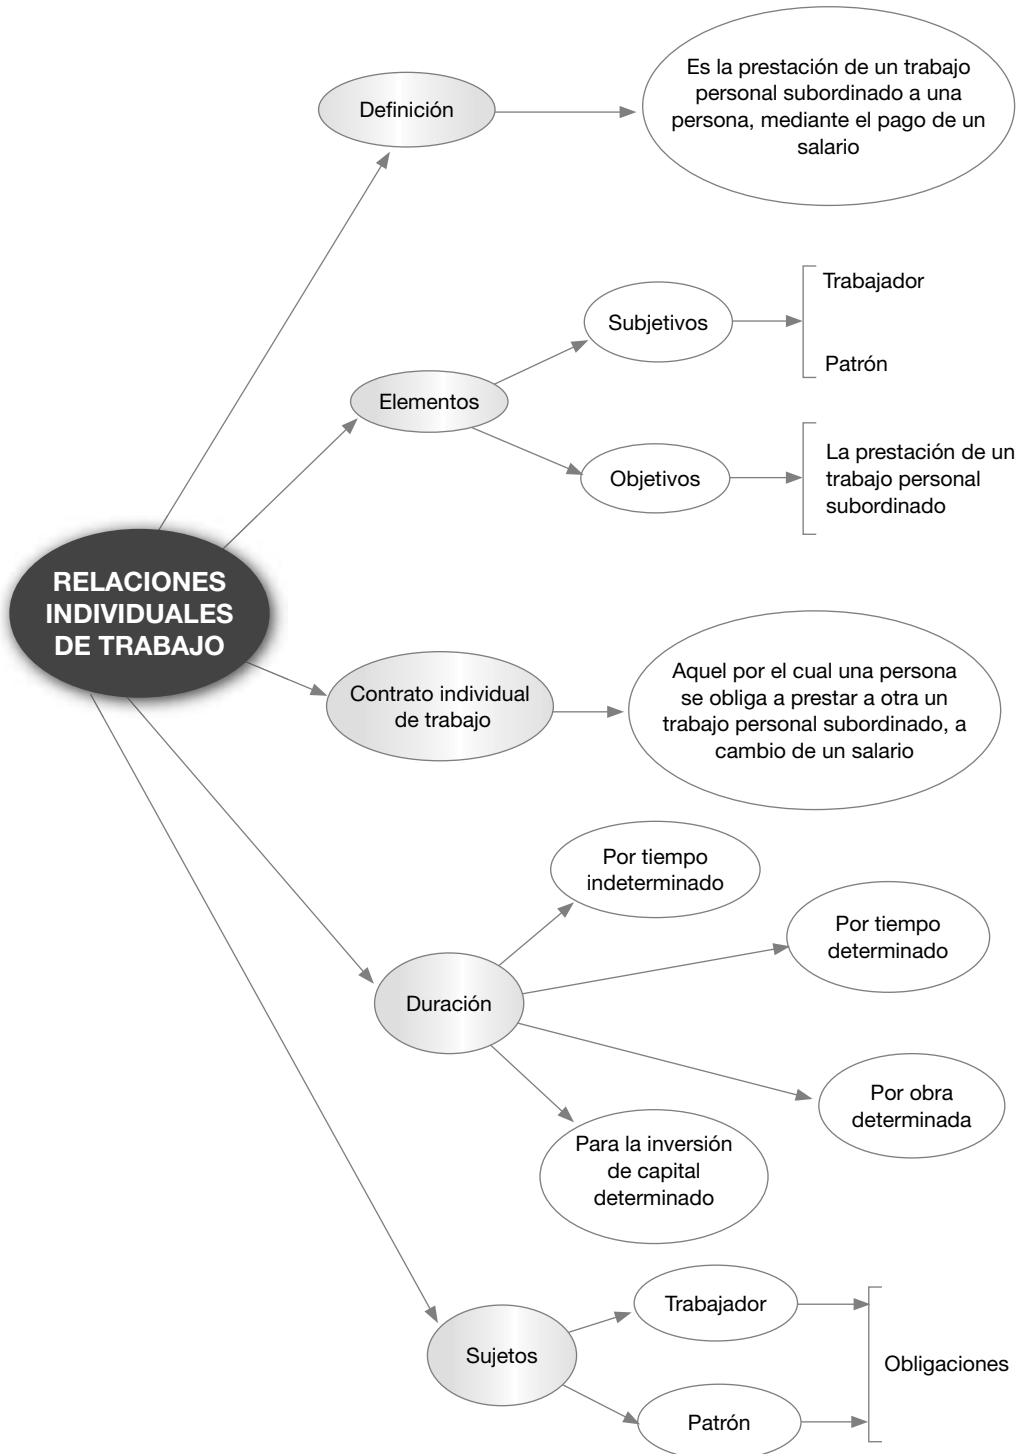 Definición
Es la prestación de un trabajo
personal subordinado a una
persona, mediante el pago de un
salario
Elementos
Subjetivos
Trabajador
Patrón
Objetivos
La prestación de un
trabajo personal
subordinado
RELACIONES
INDIVIDUALES
DE TRABAJO
Contrato individual
de trabajo
Aquel por el cual una persona
se obliga a prestar a otra un
trabajo personal subordinado, a
cambio de un salario
Duración
Por tiempo
indeterminado
Por tiempo
determinado
Por obra
determinada
Para la inversión
de capital
determinado
Sujetos
Trabajador
Patrón
Obligaciones